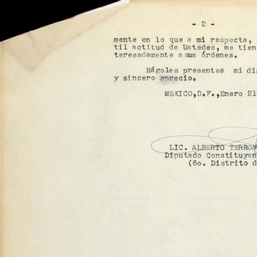 - 2 -
mente en lo que a mi respecta,
til actitud de Ustedes, me tien
teresadamente a sus órdenes.
Hágoles presentes mi dis
y sincero aprecio.
MEXICO,D.F.,Enero 21
LIC. ALBERTO TERRON
Diputado Constituyen
(6o. Distrito d